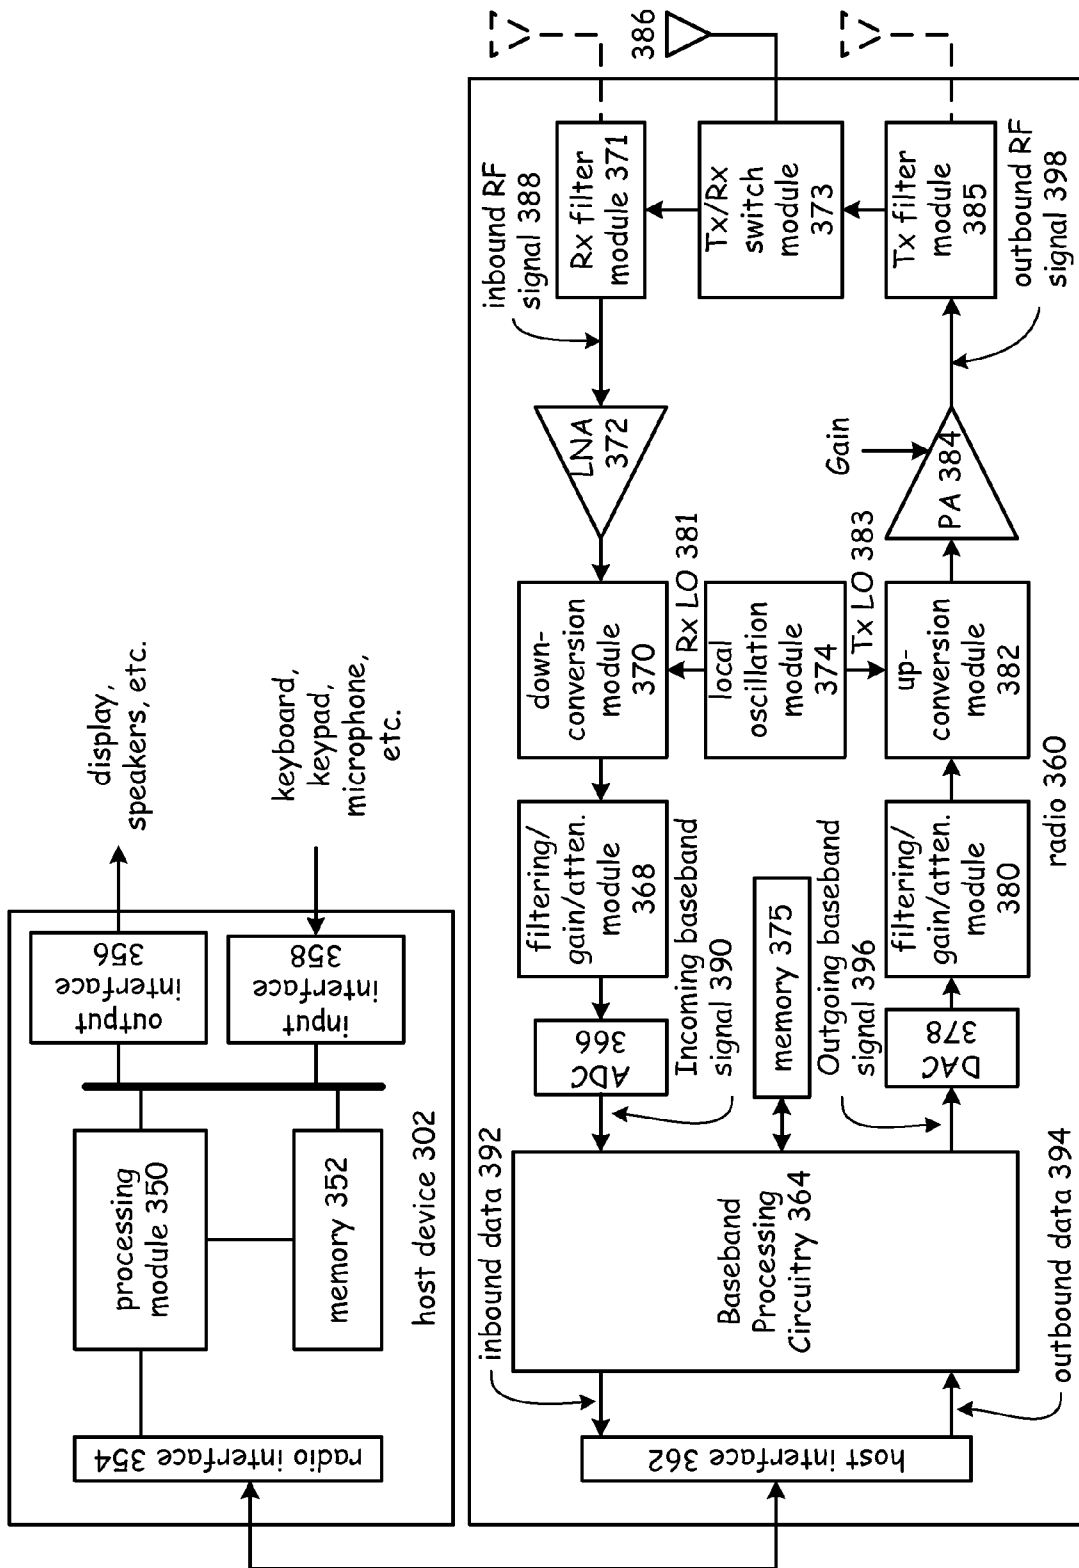 display,
speakers, etc.
keyboard,
keypad,
microphone,
etc.
output
interface
356
input
interface
358
processing
module 350
memory 352
radio interface 354
host device 302
386
inbound RF
signal 388
Rx filter
module 371
Tx/Rx
switch
module
373
Tx filter
module
385
outbound RF
signal 398
LNA
372
Gain
PA 384
down-
conversion
module
370
Rx LO 381
local
oscillation
module
374
Tx LO 383
up-
conversion
module
382
filtering/
gain/atten.
module
368
filtering/
gain/atten.
module
380
radio 360
ADC
366
Incoming baseband
signal 390
memory 375
Outgoing baseband
signal 396
DAC
378
inbound data 392
Baseband
Processing
Circuitry 364
outbound data 394
host interface 362